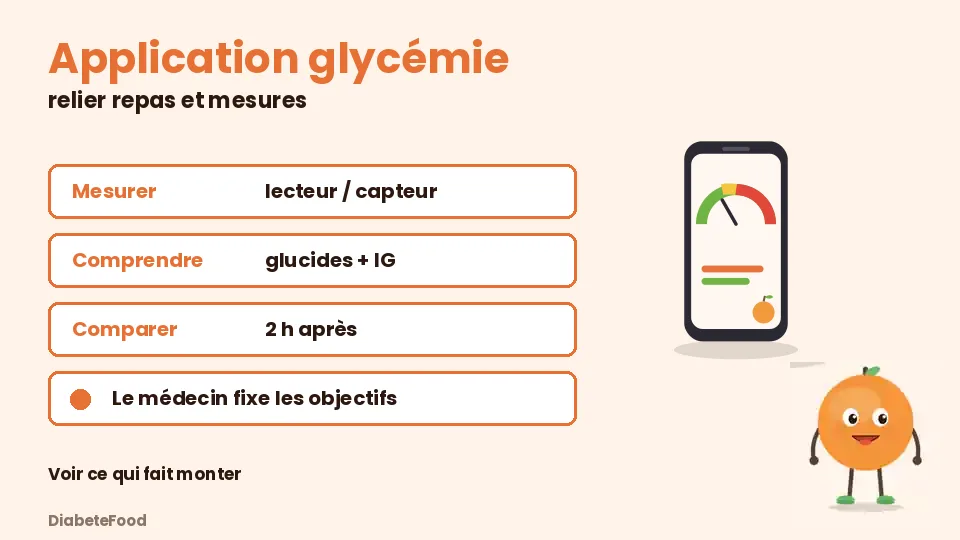 Application glycémie
relier repas et mesures
Mesurer lecteur / capteur
Comprendre glucides + IG
Comparer 2 h après
Le médecin fixe les objectifs
Voir ce qui fait monter
DiabeteFood